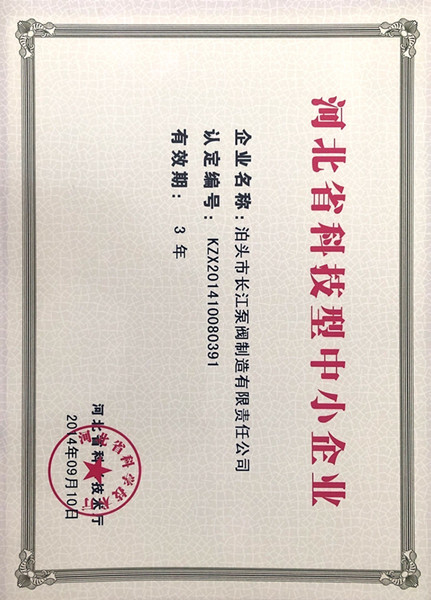 河北省科技型中小企业
企业名称：泊头市长江泵阀制造有限责任公司
认定编号：KZX201410080391
有效期：3年
河北省科学技术厅
2014年09月10日